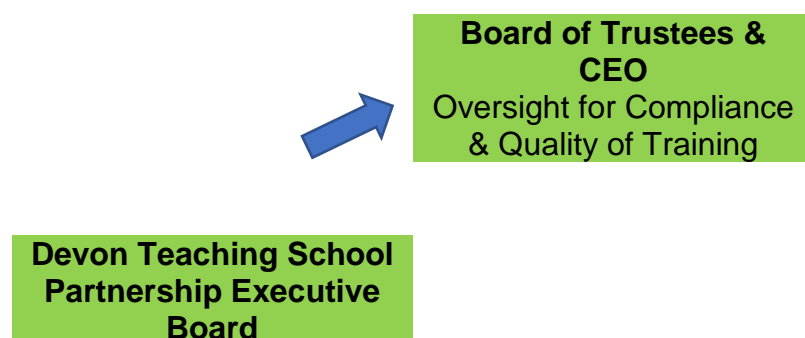 Board of Trustees &
CEO
Oversight for Compliance
& Quality of Training
Devon Teaching School
Partnership Executive
Board